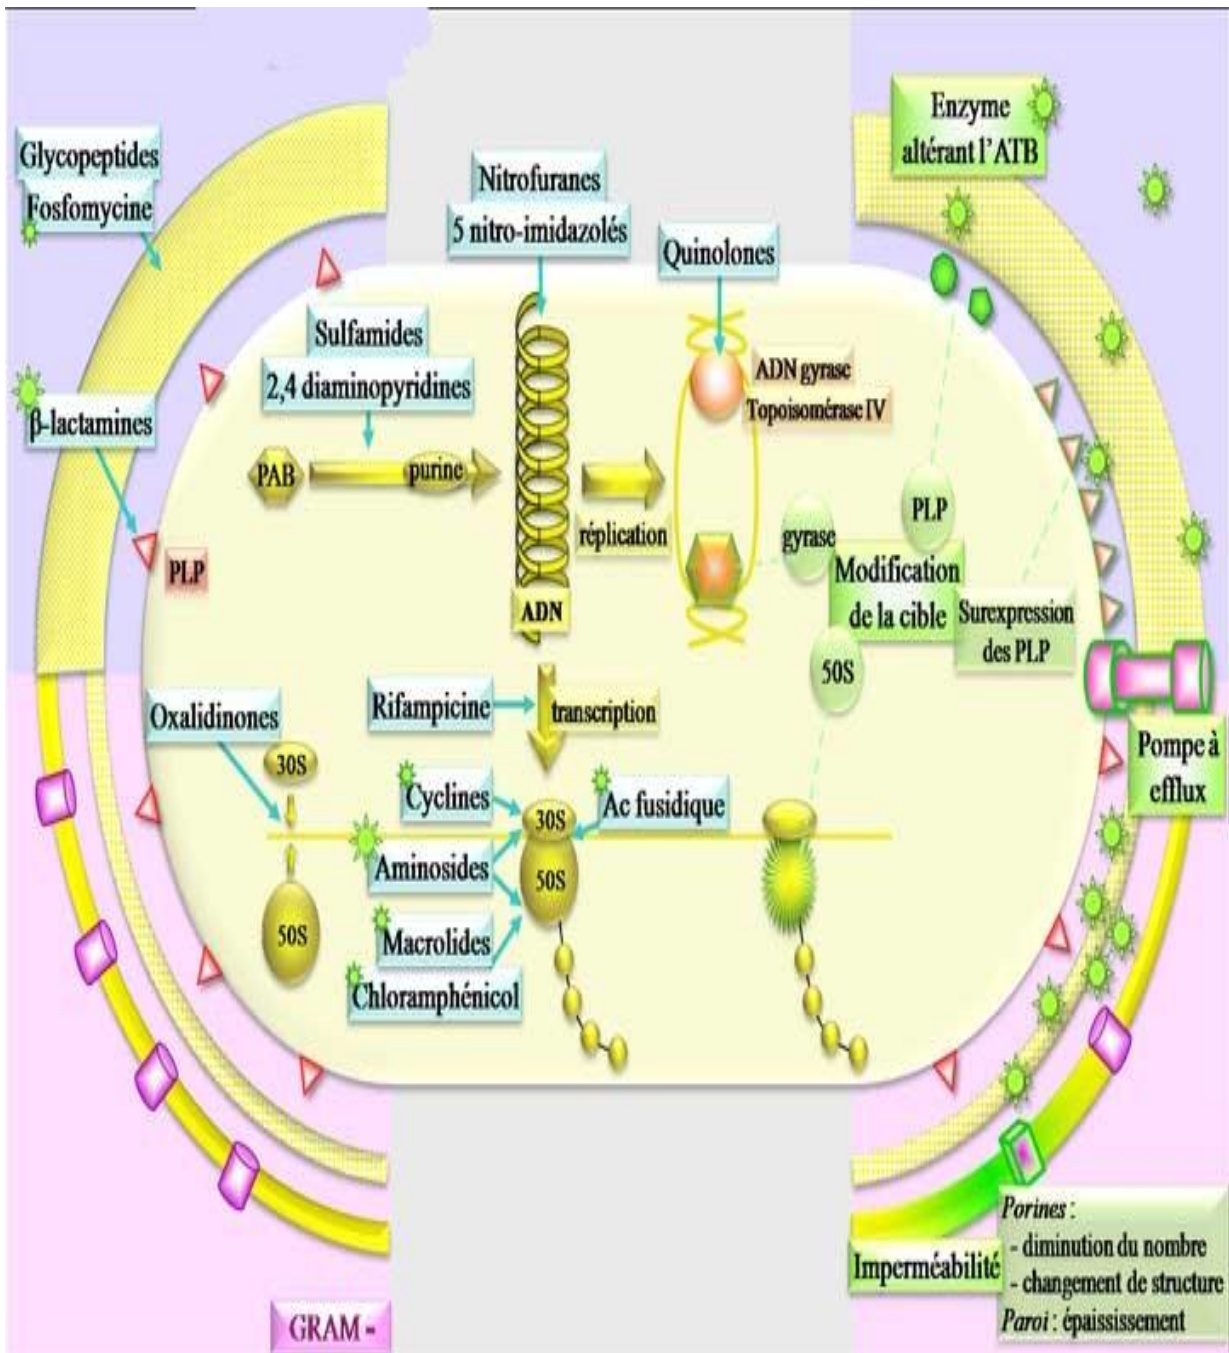 Glycopeptides
Fosfomycine
Nitrofuranes
5 nitro-imidazolés
Quinolones
Enzyme
altérant l'ATB
β-lactamines
Sulfamides
2,4 diaminopyridines
ADN gyrase
Topoisomérase IV
PAB
purine
réplication
PLP
ADN
gyrase
PLP
Modification
de la cible
50S
Surexpression
des PLP
Oxalidinones
30S
50S
Rifampicine
transcription
Cyclines
Ac fusidique
30S
Aminosides
50S
Macrolides
Chloramphénicol
Pompe à
efflux
Imperméabilité
Porines :
- diminution du nombre
- changement de structure
Paroi : épaississement
GRAM -